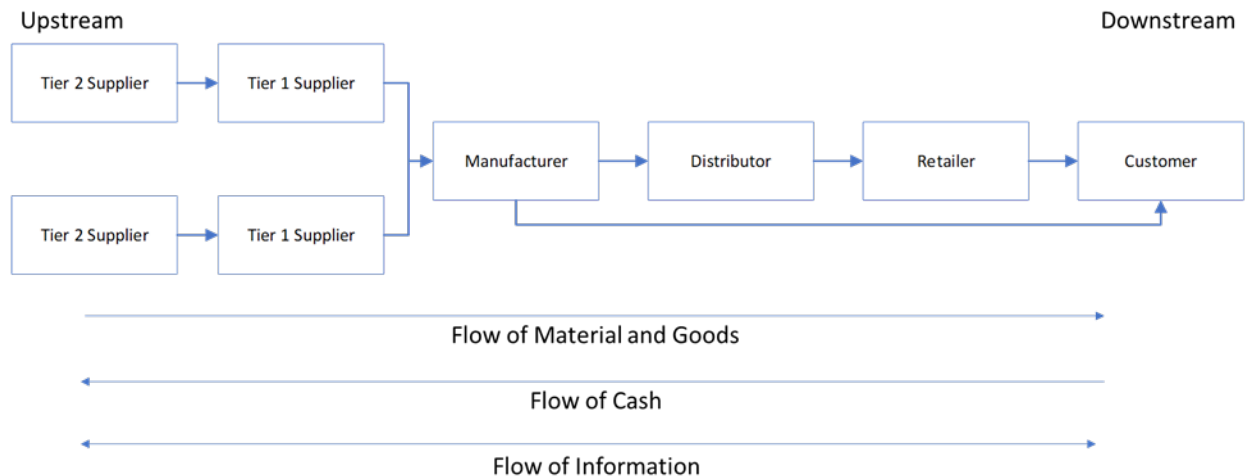 Upstream
Downstream
Tier 2 Supplier
Tier 1 Supplier
Manufacturer
Distributor
Retailer
Customer
Tier 2 Supplier
Tier 1 Supplier
Flow of Material and Goods
Flow of Cash
Flow of Information